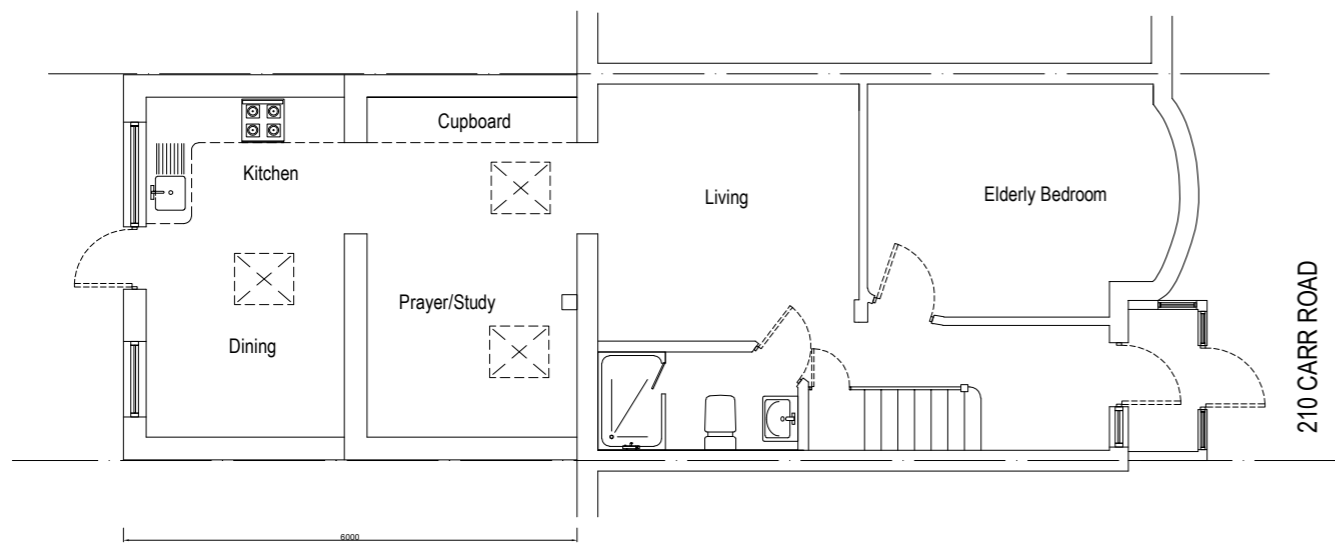 Cupboard
Kitchen
Living
Elderly Bedroom
Prayer/Study
Dining
210 CARR ROAD
6000